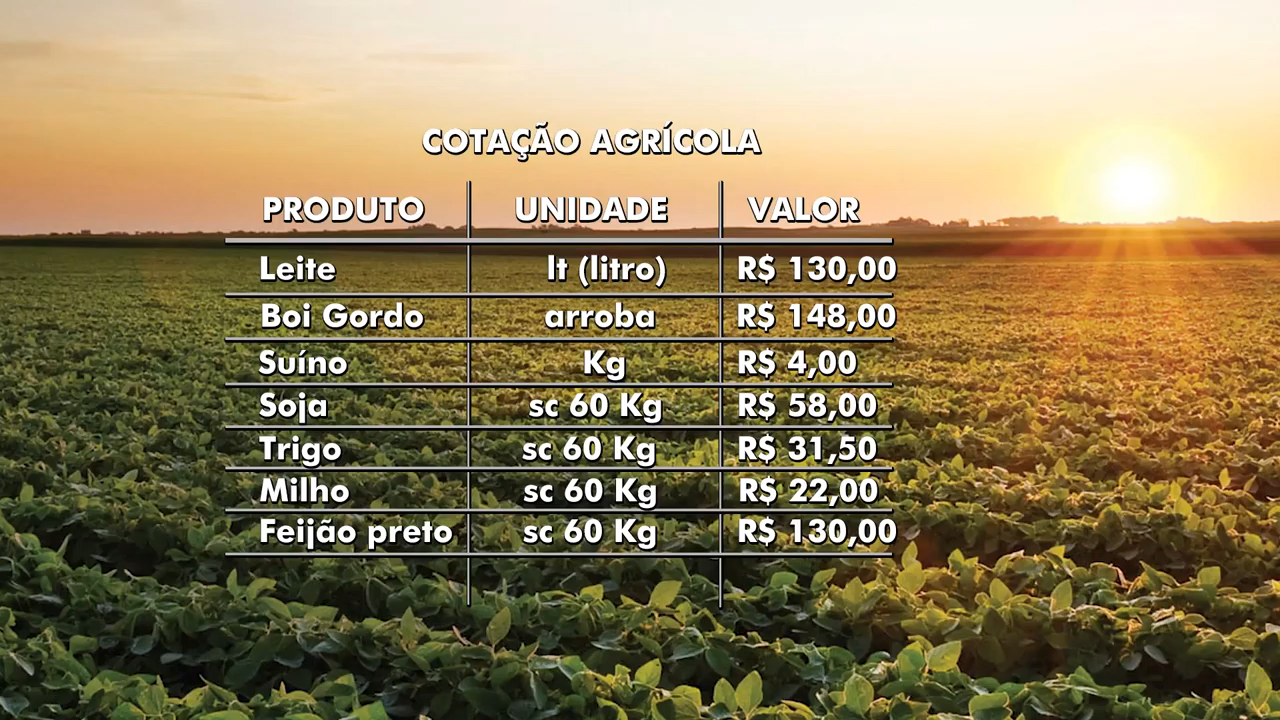 COTAÇÃO AGRÍCOLA
PRODUTO UNIDADE VALOR
Leite lt (litro) R$ 130,00
Boi Gordo arroba R$ 148,00
Suíno Kg R$ 4,00
Soja sc 60 Kg R$ 58,00
Trigo sc 60 Kg R$ 31,50
Milho sc 60 Kg R$ 22,00
Feijão preto sc 60 Kg R$ 130,00